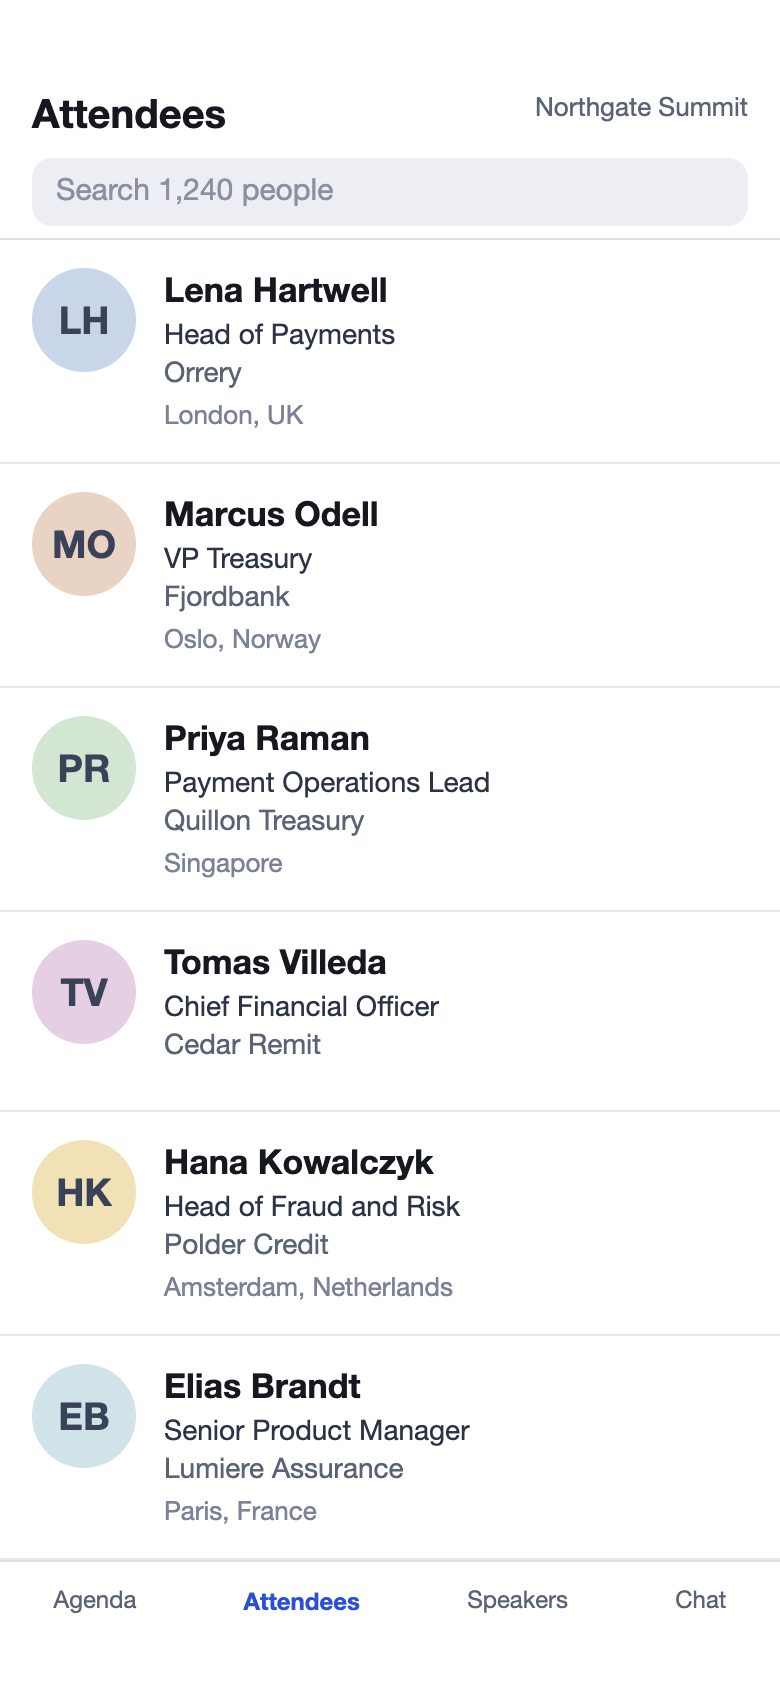 Attendees
Northgate Summit
Search 1,240 people
LH
Lena Hartwell
Head of Payments
Orrery
London, UK
MO
Marcus Odell
VP Treasury
Fjordbank
Oslo, Norway
PR
Priya Raman
Payment Operations Lead
Quillon Treasury
Singapore
TV
Tomas Villeda
Chief Financial Officer
Cedar Remit
HK
Hana Kowalczyk
Head of Fraud and Risk
Polder Credit
Amsterdam, Netherlands
EB
Elias Brandt
Senior Product Manager
Lumiere Assurance
Paris, France
Agenda
Attendees
Speakers
Chat